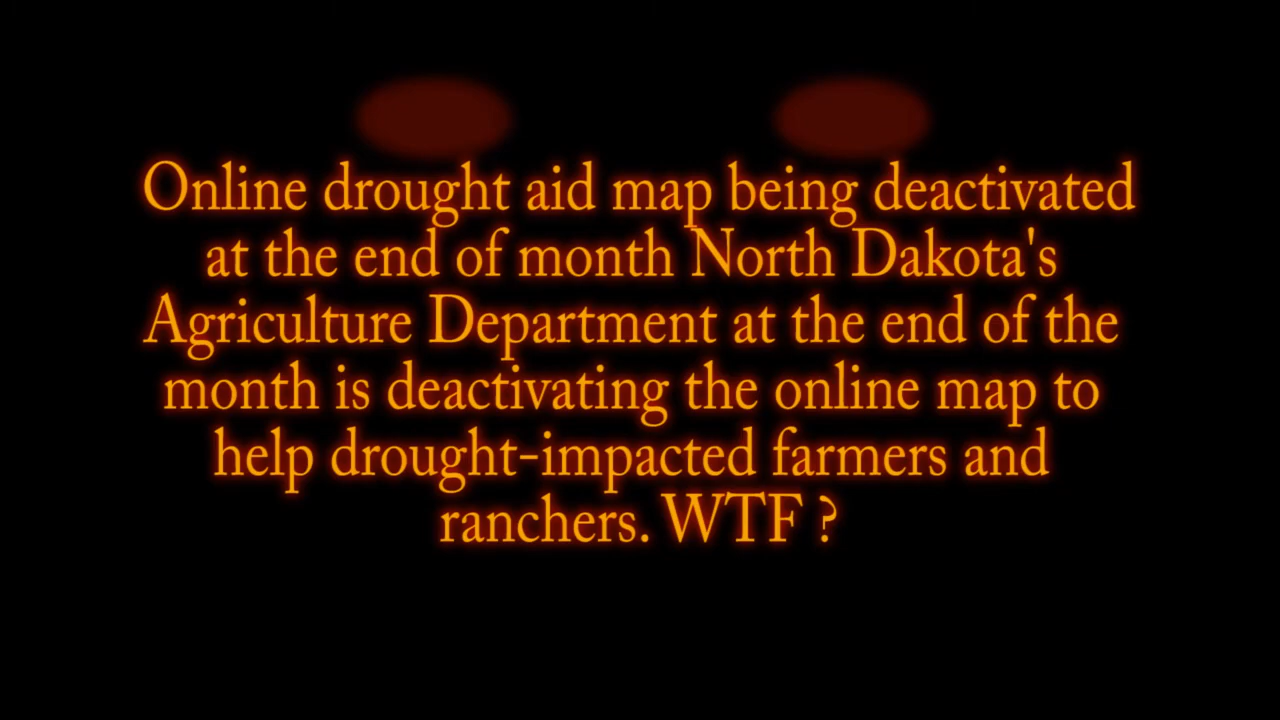 Online drought aid map being deactivated
at the end of month North Dakota's
Agriculture Department at the end of the
month is deactivating the online map to
help drought-impacted farmers and
ranchers. WTF ?